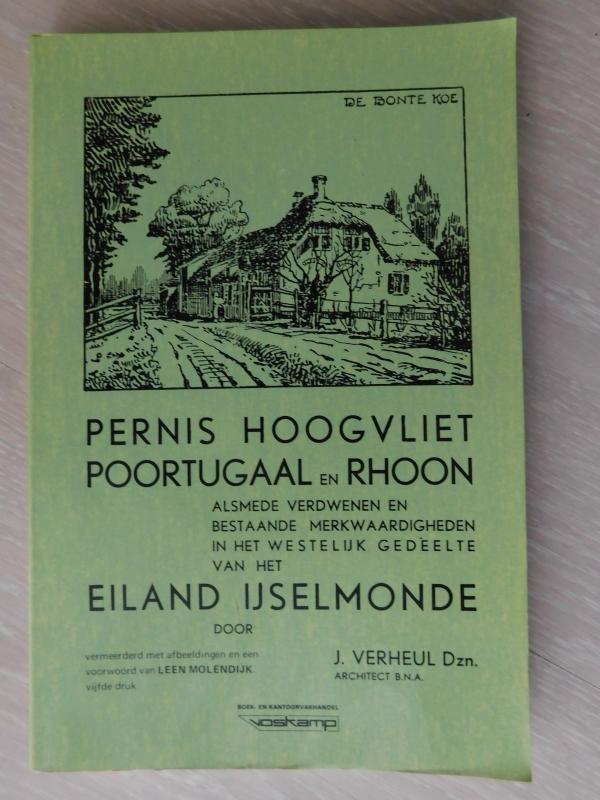 DE BONTE KOE
PERNIS HOOGVLIET
POORTUGAAL EN RHOON
ALSMEDE VERDWENEN EN
BESTAANDE MERKWAARDIGHEDEN
IN HET WESTELIJK GEDEELTE
VAN HET
EILAND IJSELMONDE
DOOR
vermeerderd met afbeeldingen en een
voorwoord van LEEN MOLENDIJK.
vijfde druk
J. VERHEUL Dzn.
ARCHITECT B.N.A.
BOEK- EN KANTOORVAKHANDEL
voskamp